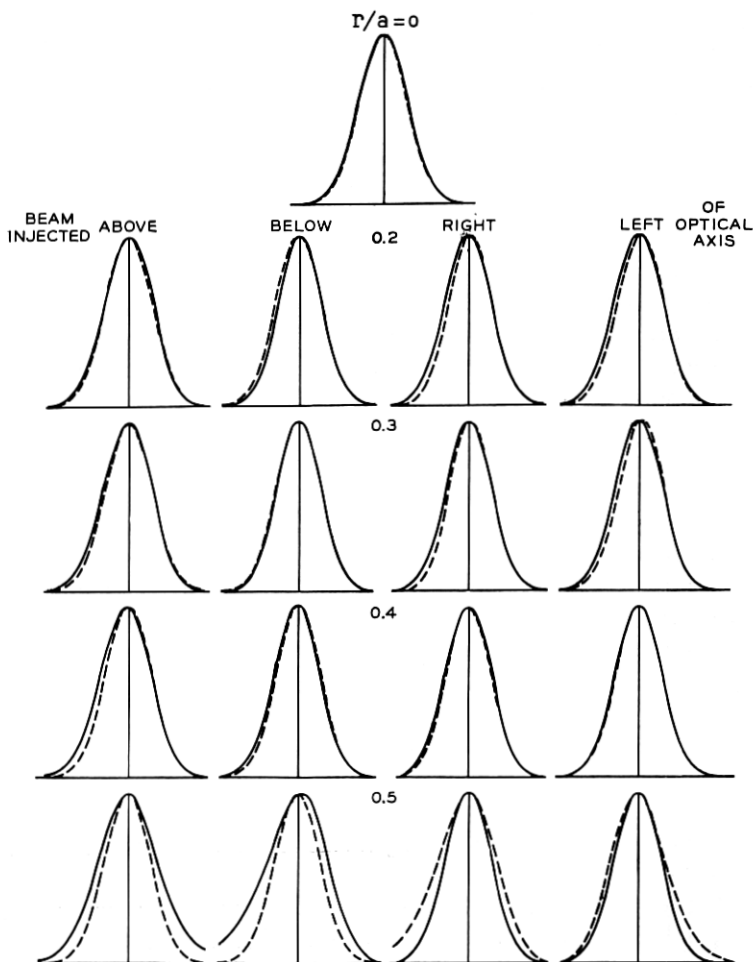 r/a=0
BEAM INJECTED ABOVE BELOW RIGHT LEFT OF OPTICAL AXIS
0.2
0.3
0.4
0.5